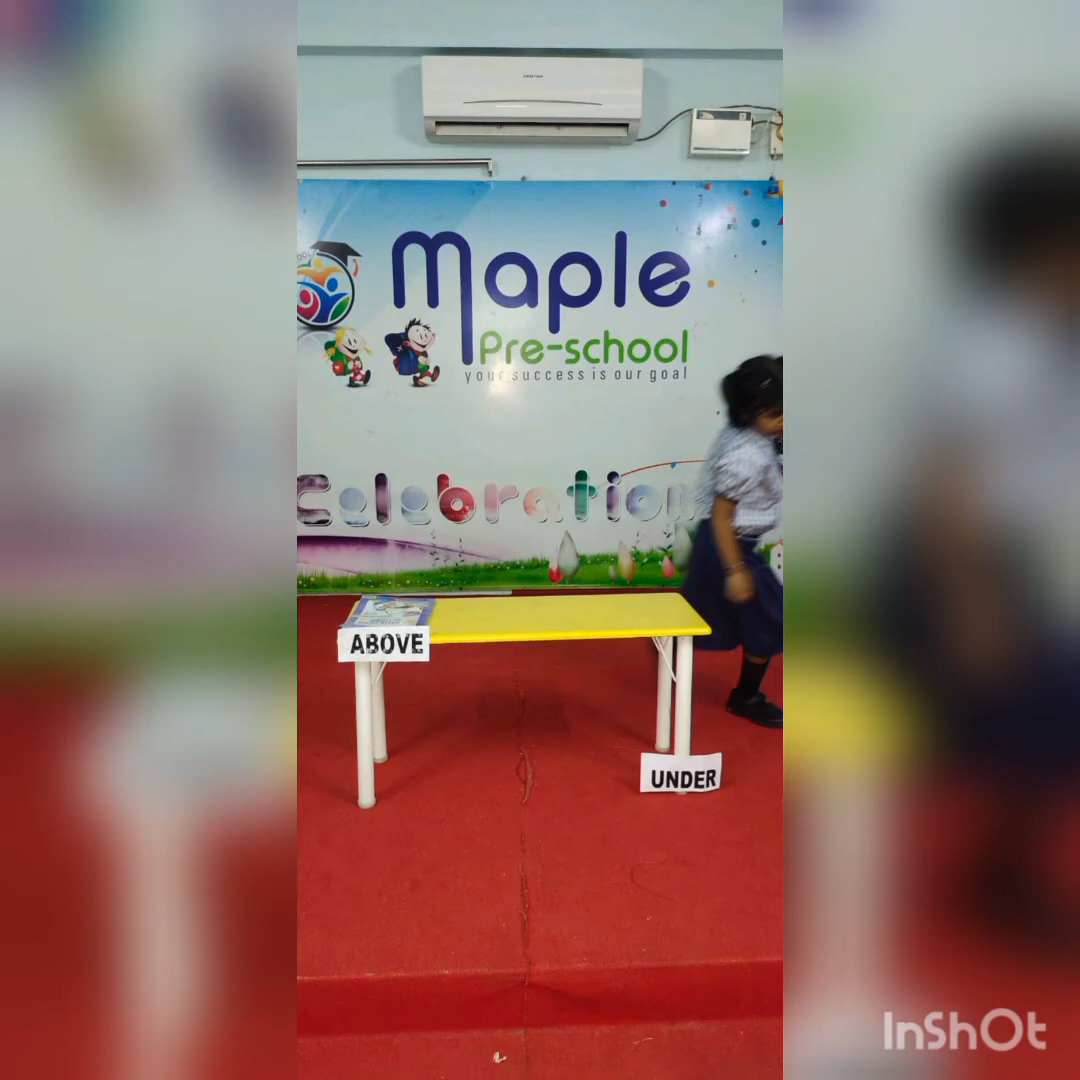 maple
Pre-school
your success is our goal
Celebration
ABOVE
UNDER
InShOt